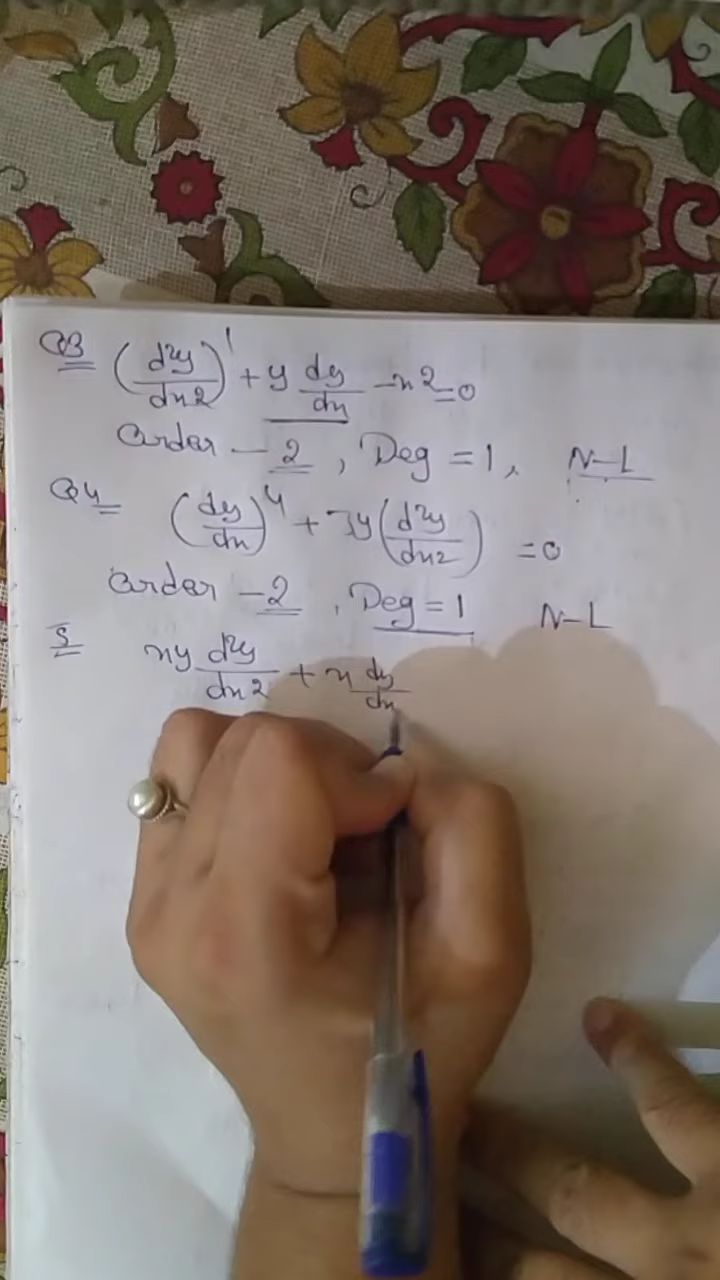 Q3 (d²y/dx²)¹ + y dy/dx - x² = 0
Order - 2, Deg = 1, N-L
Q4 (dy/dx)⁴ + 3y(d²y/dx²) = 0
Order - 2, Deg = 1 N-L
5 xy d²y/dx² + x dy/dx